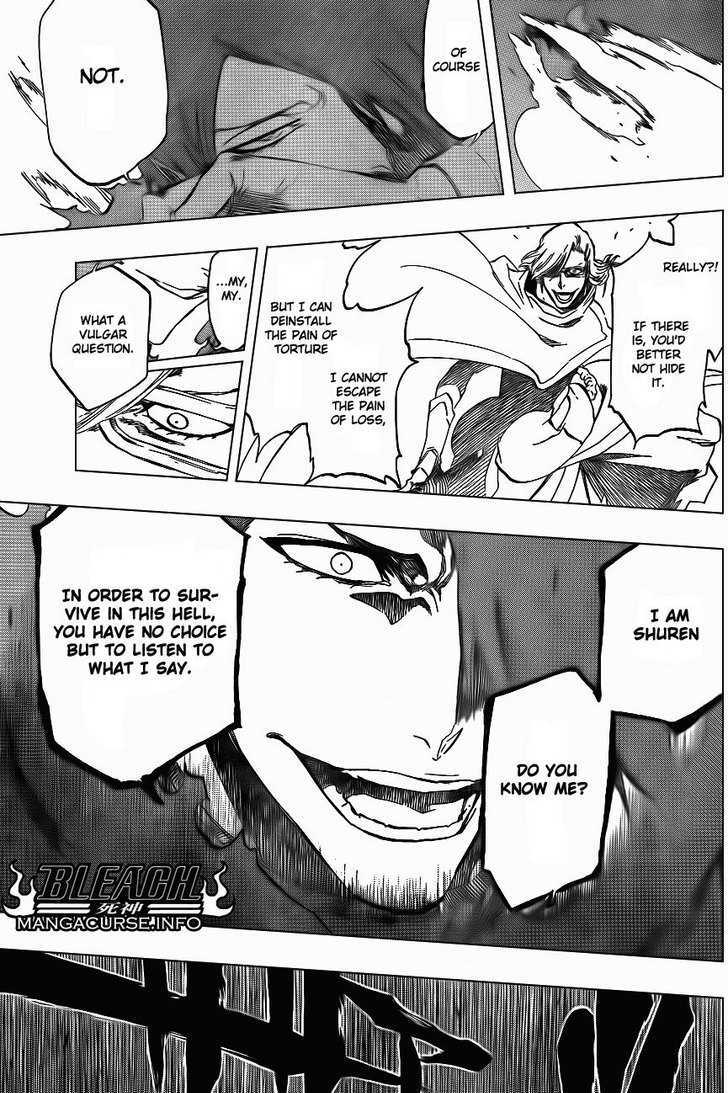 OF
COURSE
NOT.
REALLY?!
IF THERE
IS, YOU'D
BETTER
NOT HIDE
IT.
BUT I CAN
DEINSTALL
THE PAIN OF
TORTURE
I CANNOT
ESCAPE
THE PAIN
OF LOSS,
...MY,
MY.
WHAT A
VULGAR
QUESTION.
I AM
SHUREN
DO YOU
KNOW ME?
IN ORDER TO SUR-
VIVE IN THIS HELL,
YOU HAVE NO CHOICE
BUT TO LISTEN TO
WHAT I SAY.
BLEACH
死神
MANGACURSE.INFO